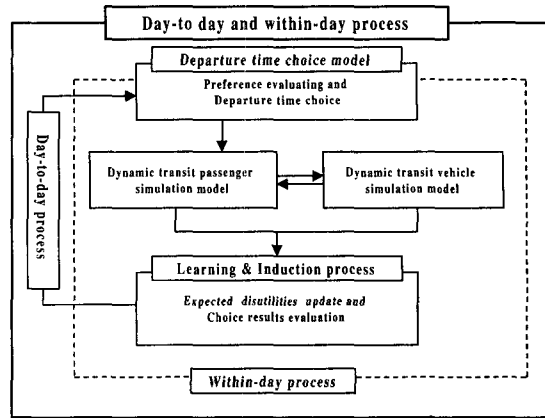 Day-to day and within-day process
Departure time choice model
Preference evaluating and
Departure time choice
Day-to-day process
Dynamic transit passenger
simulation model
Dynamic transit vehicle
simulation model
Learning & Induction process
Expected disutilities update and
Choice results evaluation
Within-day process